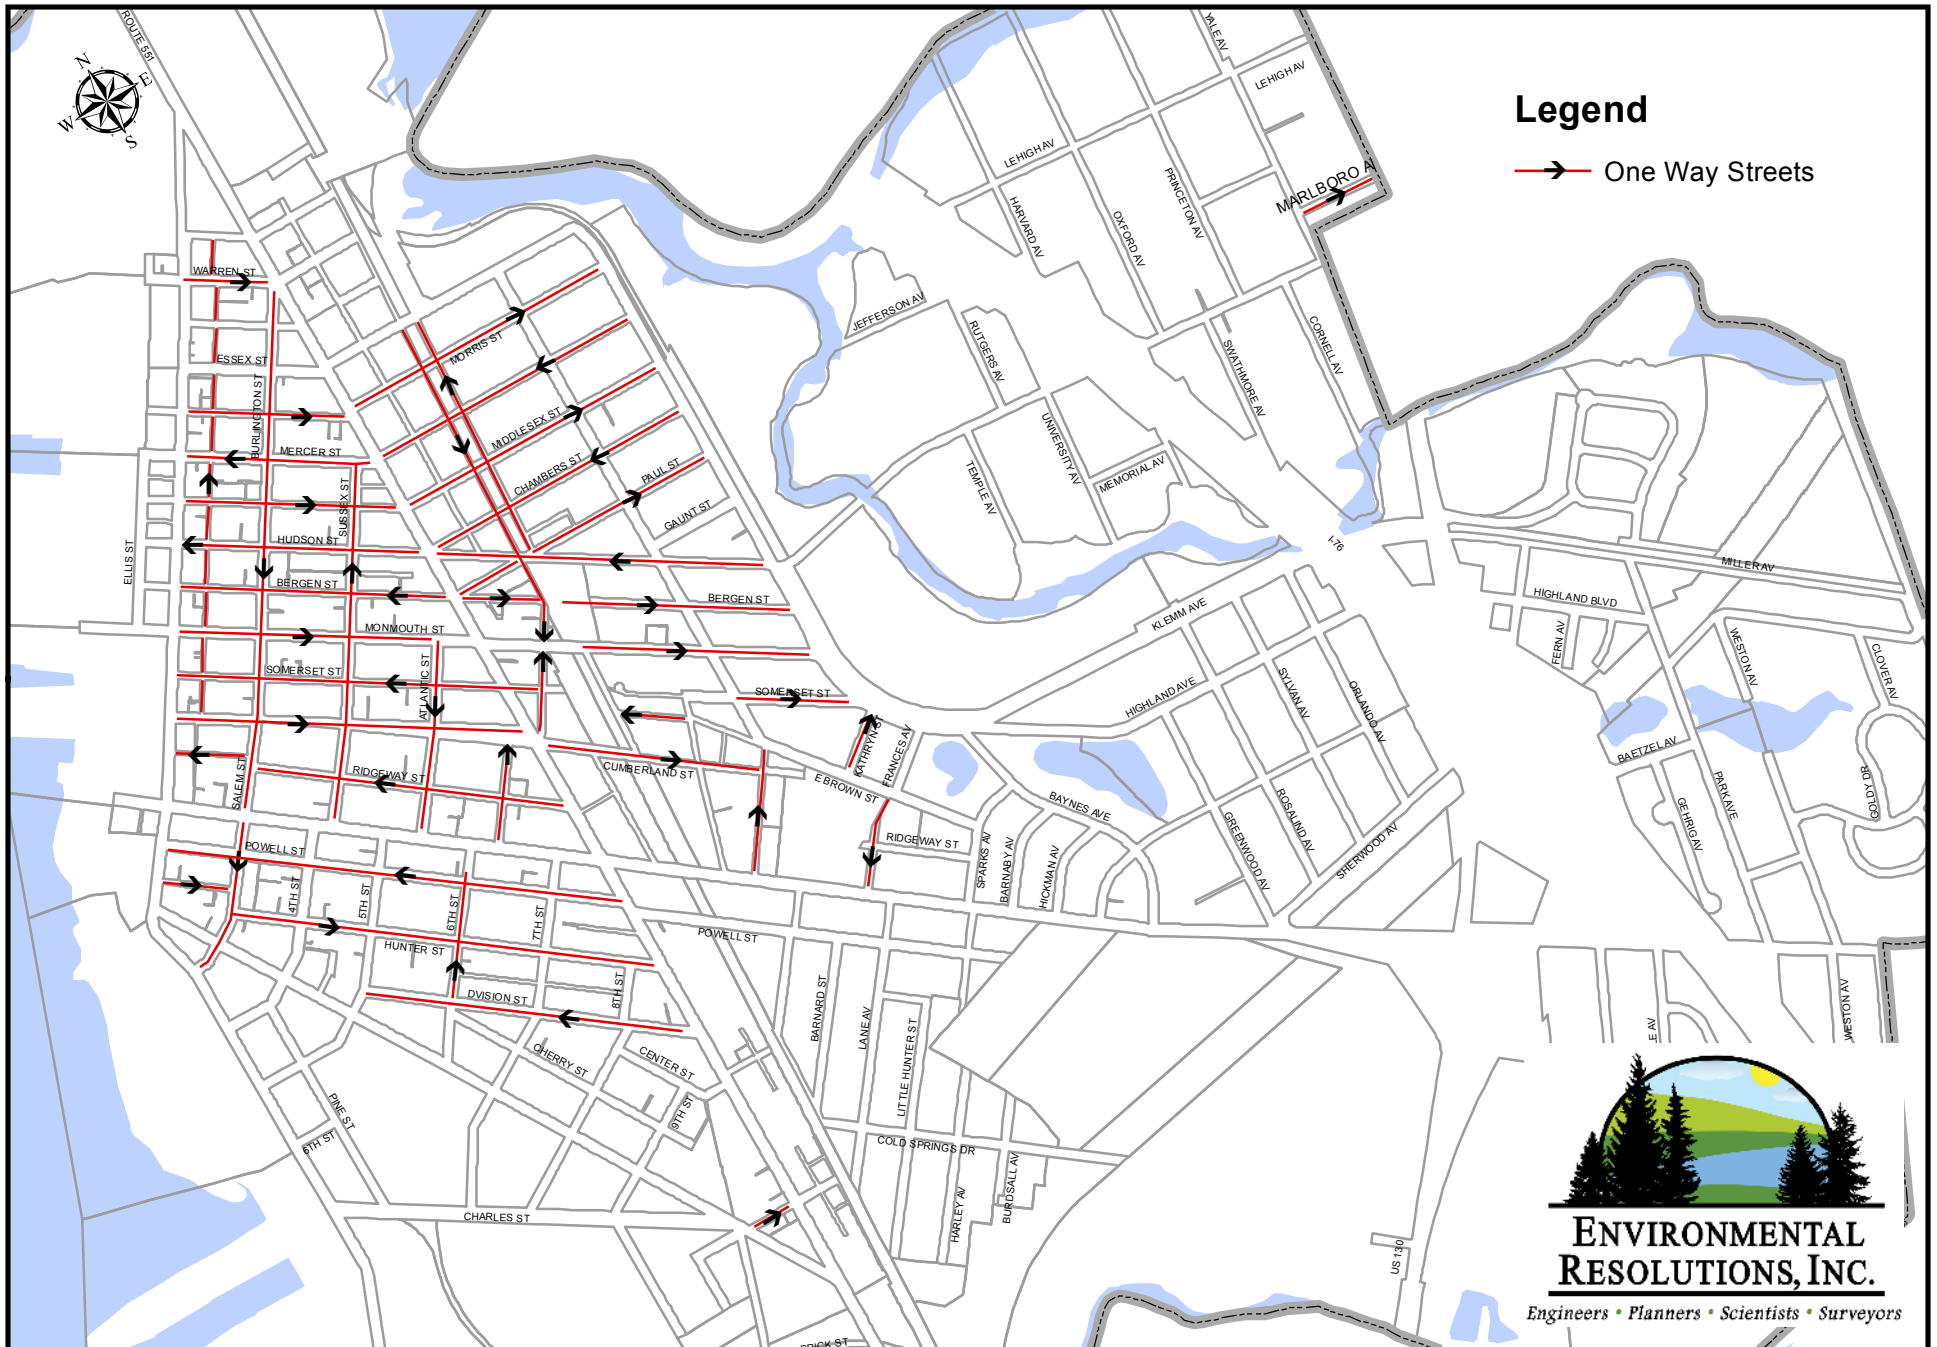 ROUTE 551
N
E
W
S
YALE AV
LEHIGH AV
Legend
One Way Streets
LEHIGH AV
PRINCETON AV
MARLBORO A
HARVARD AV
OXFORD AV
WARREN ST
JEFFERSON AV
RUTGERS AV
CORNELL AV
SWATHMORE AV
ESSEX ST
MORRIS ST
BURLINGTON ST
MIDDLESEX ST
UNIVERSITY AV
MERCER ST
CHAMBERS ST
PAUL ST
TEMPLE AV
MEMORIAL AV
SUSSEX ST
GAUNT ST
HUDSON ST
I-76
ELLIS ST
MILLER AV
BERGEN ST
BERGEN ST
HIGHLAND BLVD
KLEMM AVE
MONMOUTH ST
FERN AV
WESTON AV
CLOVER AV
SOMERSET ST
ATLANTIC ST
SOMERSET ST
HIGHLAND AVE
SYLVAN AV
ORLANDO AV
KATHRYN ST
FRANCES AV
BAETZEL AV
SALEM ST
RIDGEWAY ST
CUMBERLAND ST
E BROWN ST
BAYNES AVE
ROSALIND AV
PARK AVE
GOLDY DR
GEHRIG AV
POWELL ST
RIDGEWAY ST
SPARKS AV
BARNABY AV
HICKMAN AV
GREENWOOD AV
SHERWOOD AV
4TH ST
5TH ST
6TH ST
7TH ST
POWELL ST
HUNTER ST
DVISION ST
8TH ST
BARNARD ST
LANE AV
LITTLE HUNTER ST
WESTON AV
E AV
CHERRY ST
CENTER ST
PINE ST
9TH ST
6TH ST
COLD SPRINGS DR
HARLEY AV
BURDSALL AV
CHARLES ST
US 130
ENVIRONMENTAL
RESOLUTIONS, INC.
Engineers • Planners • Scientists • Surveyors